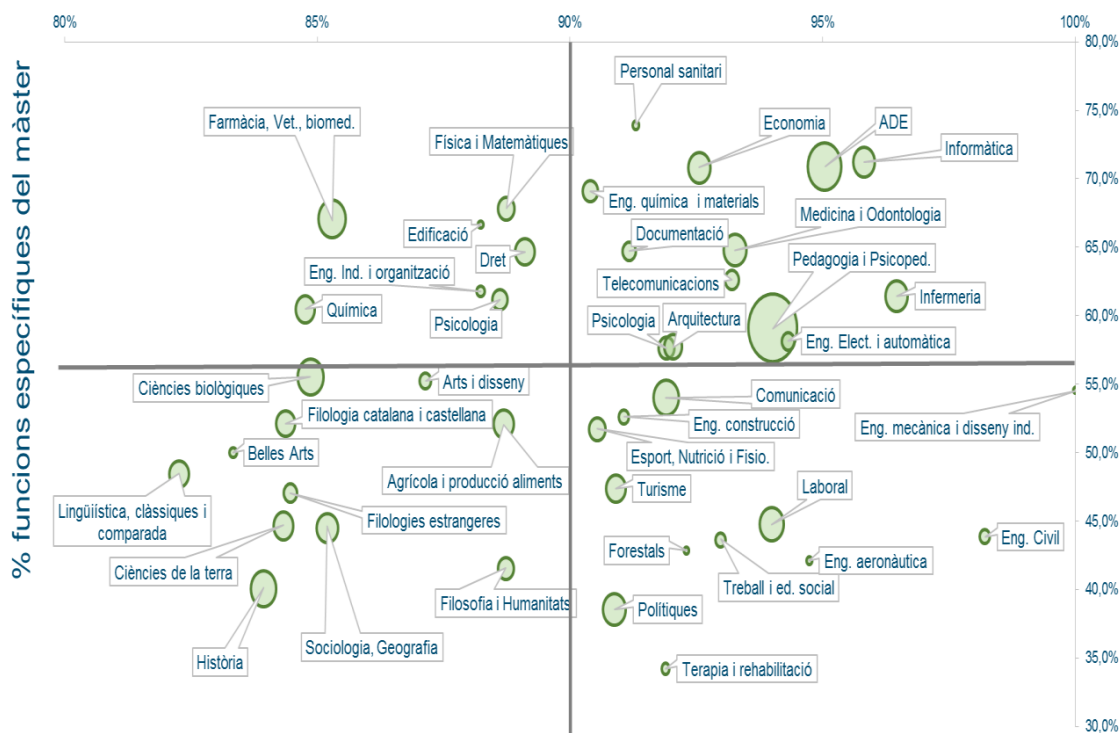 80%
85%
90%
95%
100%
80,0%
75,0%
70,0%
65,0%
60,0%
55,0%
50,0%
45,0%
40,0%
35,0%
30,0%
% funcions específiques del màster
Personal sanitari
Farmàcia, Vet., biomed.
Física i Matemàtiques
Economia
ADE
Informàtica
Eng. química i materials
Medicina i Odontologia
Edificació
Documentació
Dret
Pedagogia i Psicoped.
Eng. Ind. i organització
Telecomunicacions
Infermeria
Química
Psicologia
Psicologia
Arquitectura
Eng. Elect. i automàtica
Ciències biològiques
Arts i disseny
Comunicació
Filologia catalana i castellana
Eng. construcció
Eng. mecànica i disseny ind.
Belles Arts
Agrícola i producció aliments
Esport, Nutrició i Fisio.
Turisme
Laboral
Lingüíística, clàssiques i
comparada
Filologies estrangeres
Eng. Civil
Forestals
Eng. aeronàutica
Ciències de la terra
Treball i ed. social
Filosofia i Humanitats
Polítiques
Història
Sociologia, Geografia
Terapia i rehabilitació